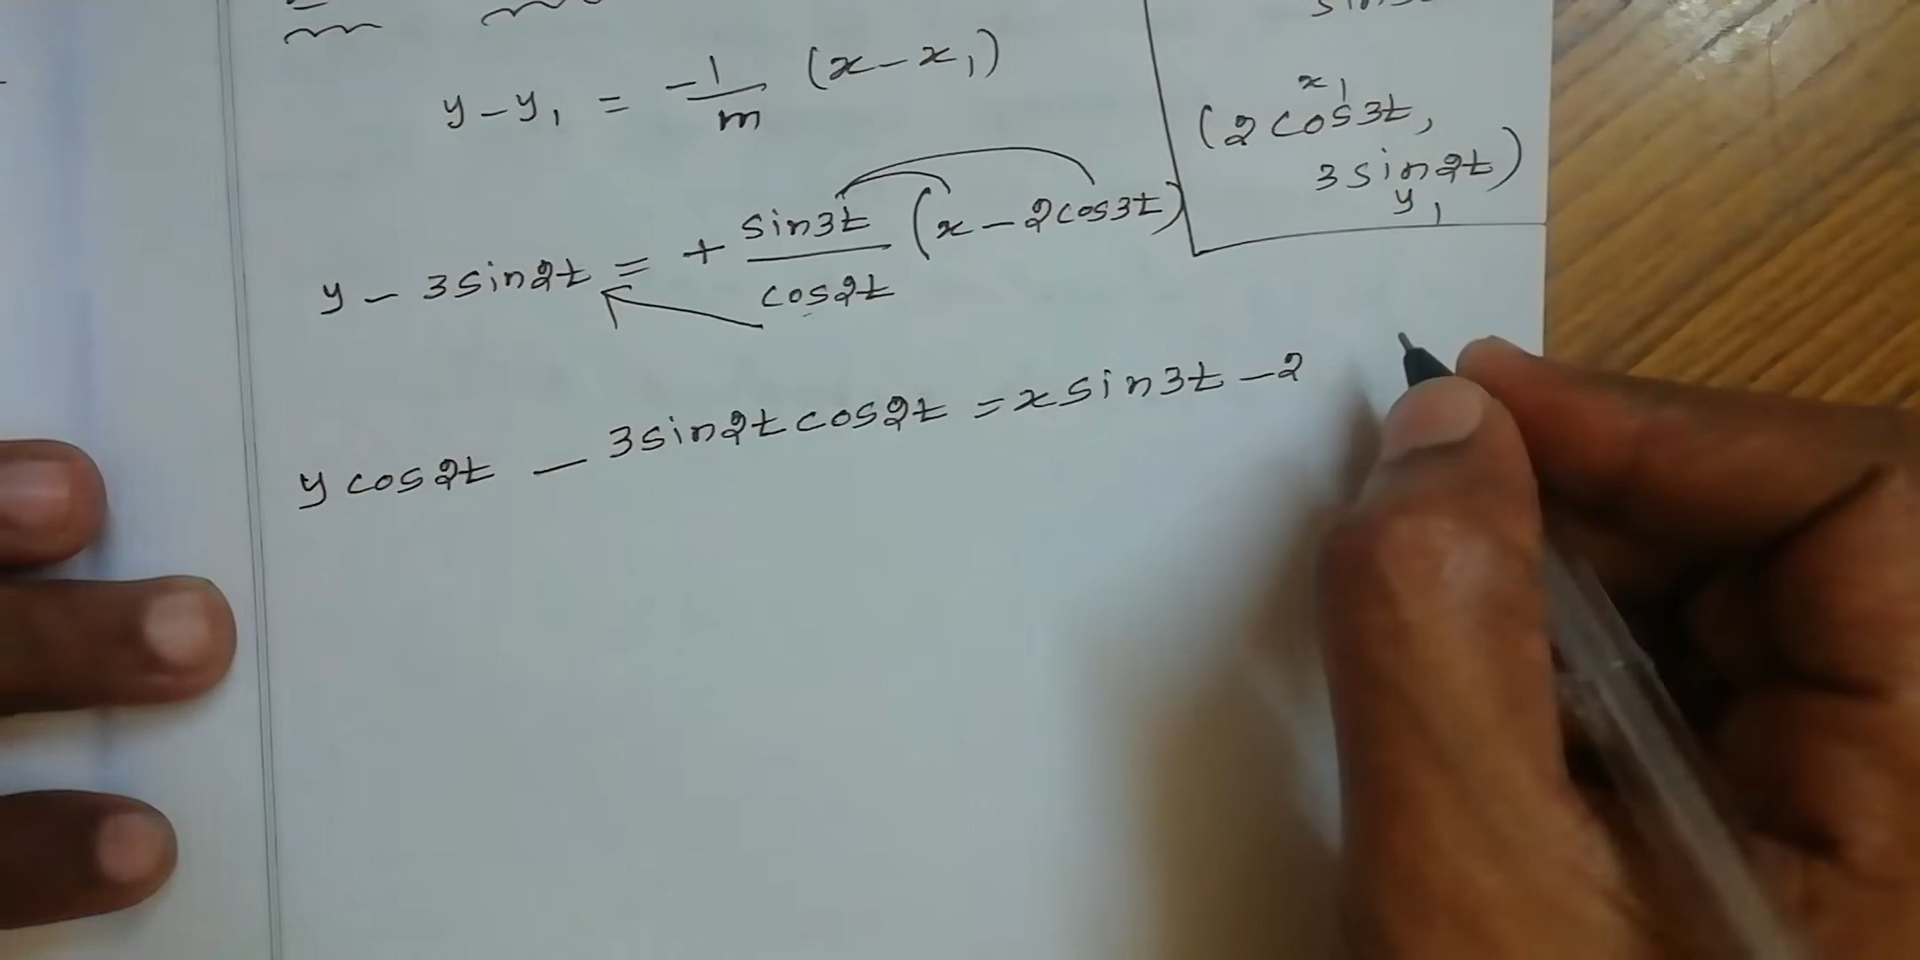 y - y₁ = -1/m (x - x₁)
x₁
(2cos3t,
3sin2t)
y₁
y - 3sin2t = + sin3t/cos2t (x - 2cos3t)
y cos2t - 3sin2t cos2t = x sin3t - 2